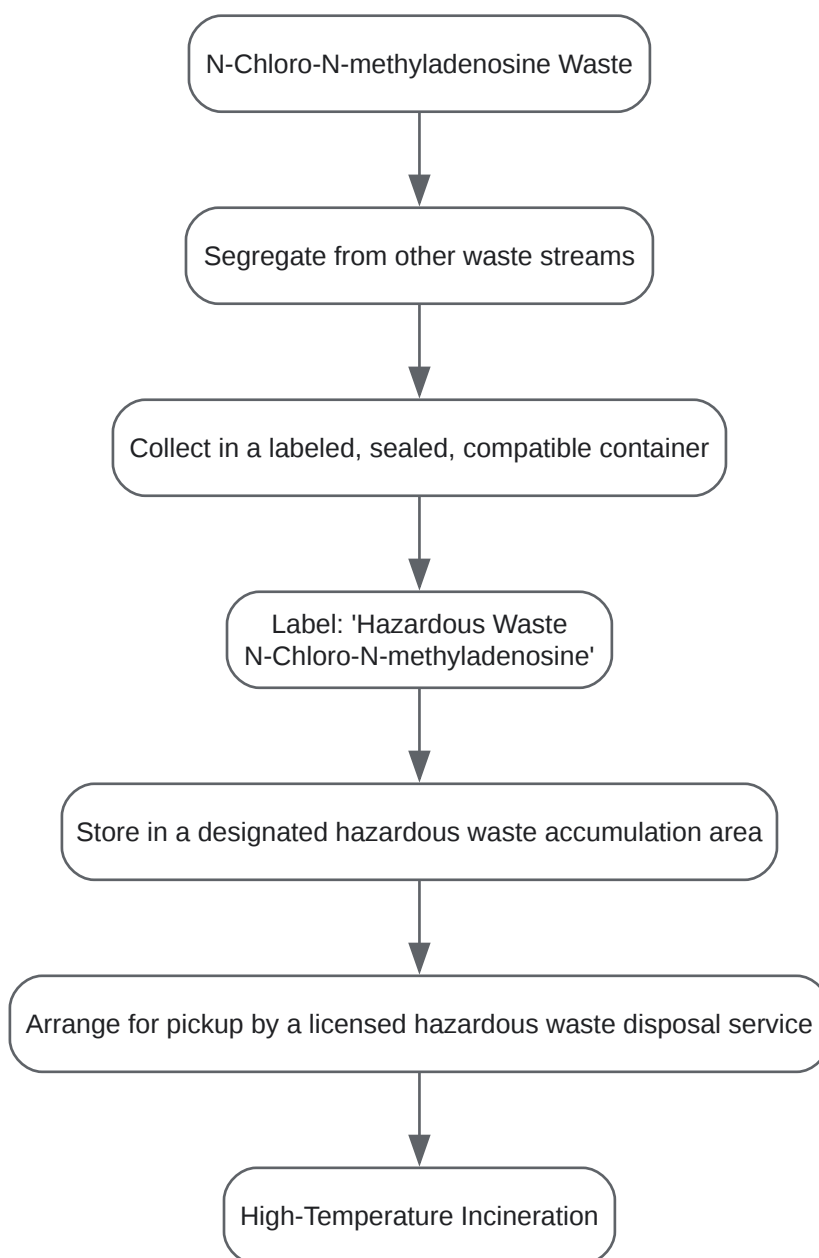 N-Chloro-N-methyladenosine Waste
Segregate from other waste streams
Collect in a labeled, sealed, compatible container
Label: 'Hazardous Waste
N-Chloro-N-methyladenosine'
Store in a designated hazardous waste accumulation area
Arrange for pickup by a licensed hazardous waste disposal service
High-Temperature Incineration